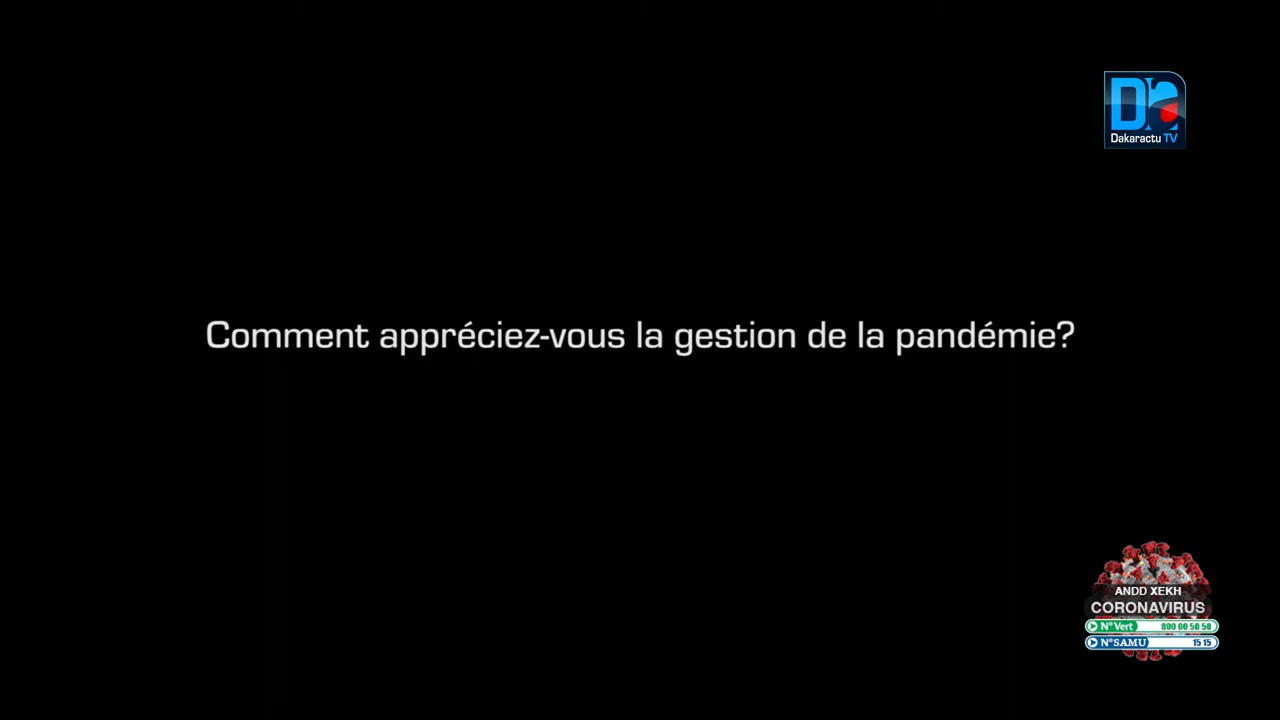 Dakaractu TV
Comment appréciez-vous la gestion de la pandémie?
ANDD XEKH
CORONAVIRUS
N°Vert 800 00 50 50
N°SAMU 15 15